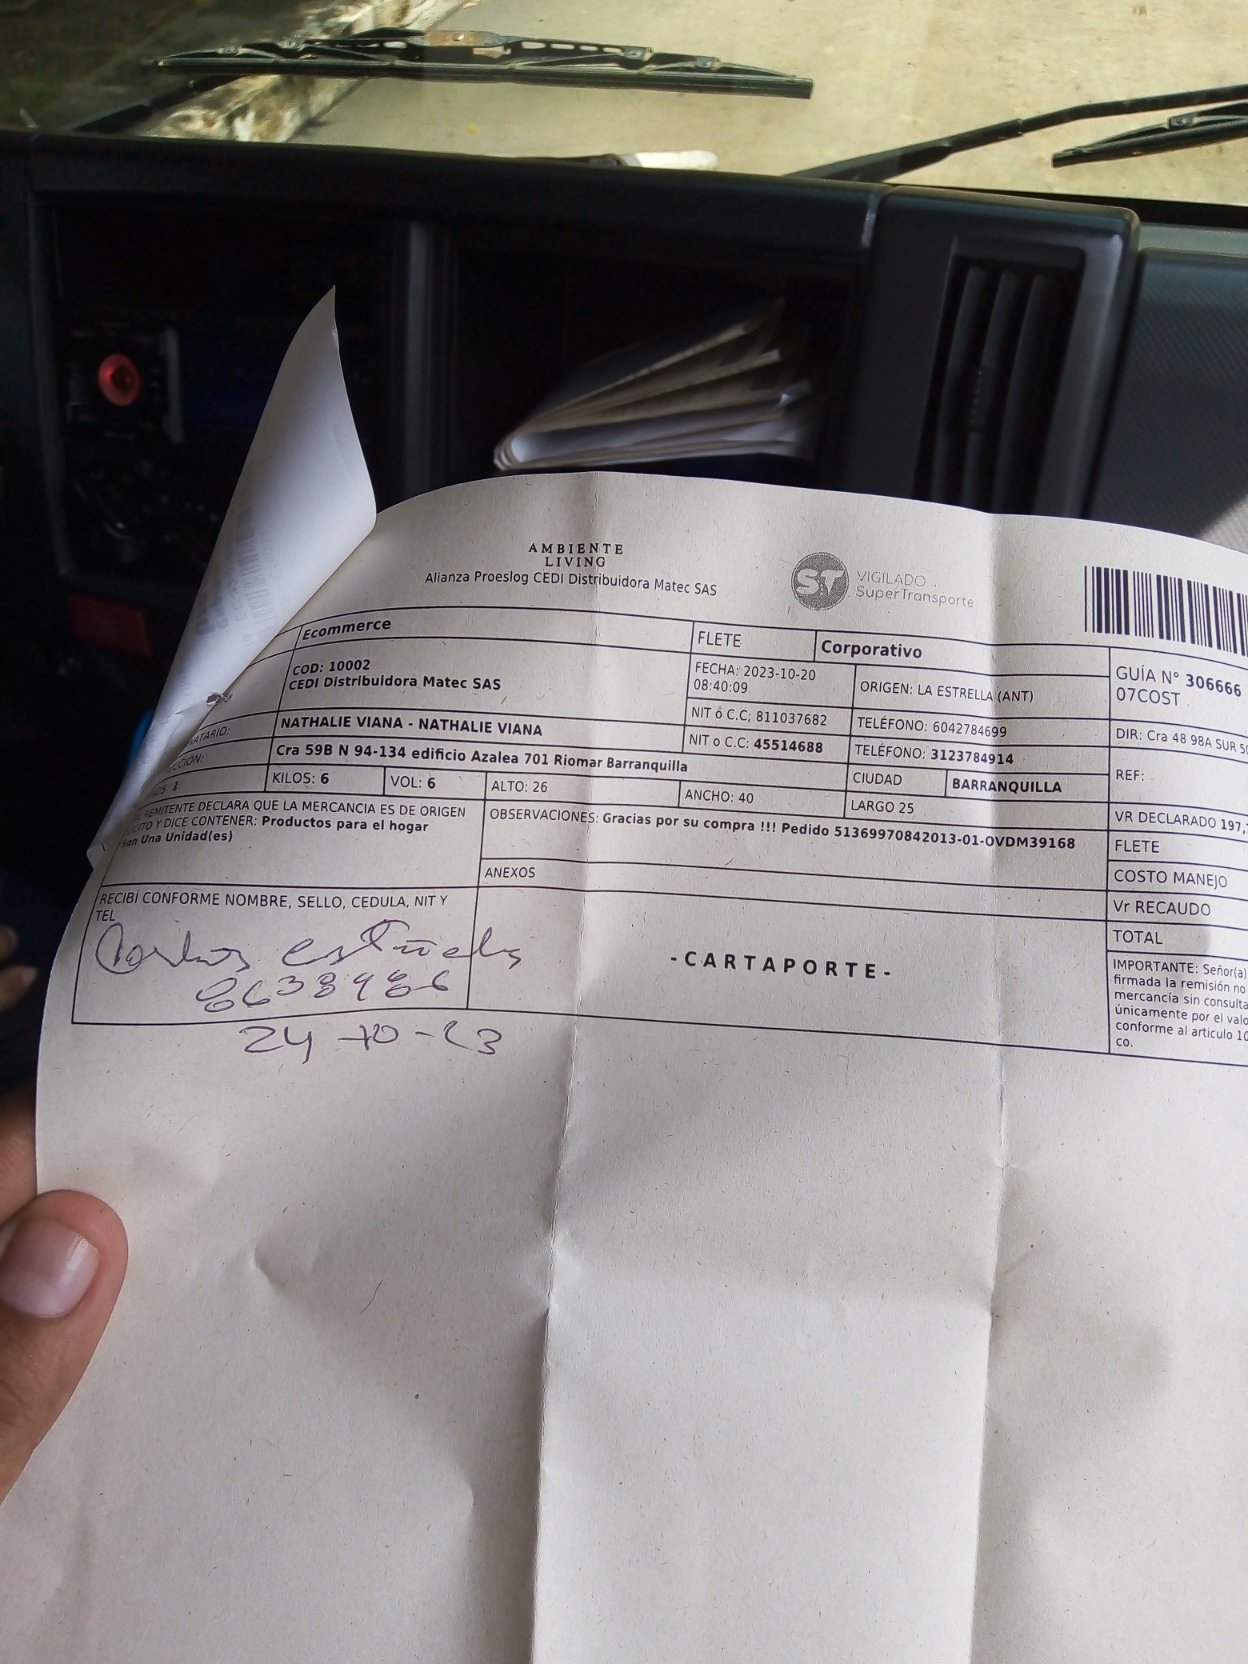 AMBIENTE
LIVING
Alianza Proeslog CEDI Distribuidora Matec SAS
ST VIGILADO
SuperTransporte
Ecommerce
FLETE
Corporativo
COD: 10002
CEDI Distribuidora Matec SAS
FECHA: 2023-10-20
08:40:09
ORIGEN: LA ESTRELLA (ANT)
GUÍA N° 306666
07COST
NIT ó C.C; 811037682
TELÉFONO: 6042784699
DIR: Cra 48 98A SUR
NATHALIE VIANA - NATHALIE VIANA
NIT o C.C: 45514688
TELÉFONO: 3123784914
Cra 59B N 94-134 edificio Azalea 701 Riomar Barranquilla
CIUDAD
BARRANQUILLA
REF:
1
KILOS: 6
VOL: 6
ALTO: 26
ANCHO: 40
LARGO 25
VR DECLARADO 197,
REMITENTE DECLARA QUE LA MERCANCIA ES DE ORIGEN
Y DICE CONTENER: Productos para el hogar
Son Una Unidad(es)
OBSERVACIONES: Gracias por su compra !!! Pedido 51369970842013-01-OVDM39168
FLETE
ANEXOS
COSTO MANEJO
Vr RECAUDO
TOTAL
RECIBÍ CONFORME NOMBRE, SELLO, CEDULA, NIT Y
TEL
-CARTAPORTE-
IMPORTANTE: Señor(a)
firmada la remisión no
mercancía sin consulta
únicamente por el valo
conforme al articulo 10
co.
24-10-23